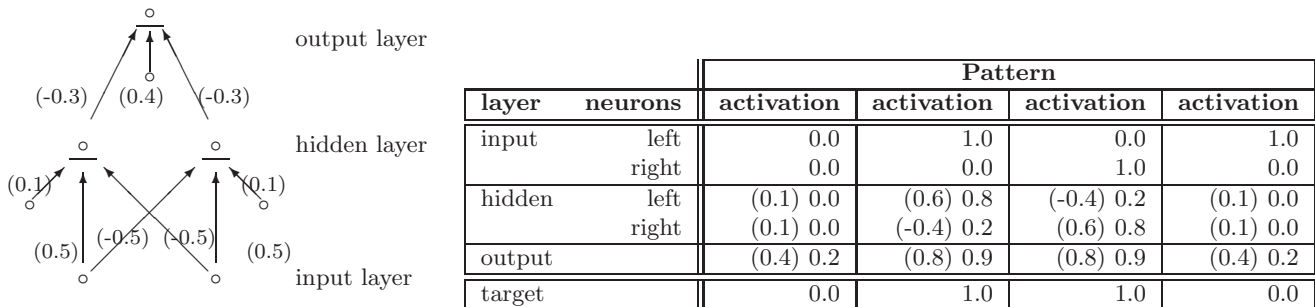 output layer
(-0.3) (0.4) (-0.3)
hidden layer
(0.1) (0.1)
(0.5) (-0.5) (-0.5) (0.5)
input layer
Pattern
layer neurons activation activation activation activation
input left 0.0 1.0 0.0 1.0
right 0.0 0.0 1.0 0.0
hidden left (0.1) 0.0 (0.6) 0.8 (-0.4) 0.2 (0.1) 0.0
right (0.1) 0.0 (-0.4) 0.2 (0.6) 0.8 (0.1) 0.0
output (0.4) 0.2 (0.8) 0.9 (0.8) 0.9 (0.4) 0.2
target 0.0 1.0 1.0 0.0